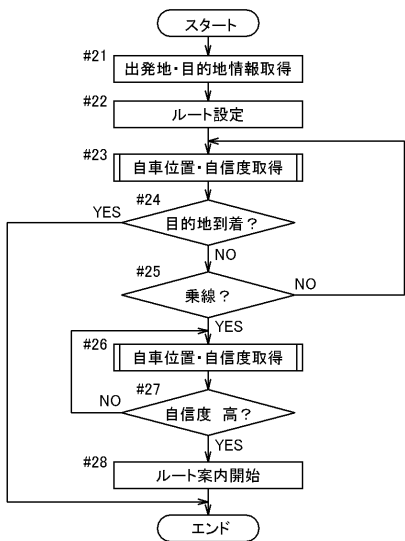 スタート
#21
出発地・目的地情報取得
#22
ルート設定
#23
自車位置・自信度取得
#24
YES
目的地到着？
NO
#25
NO
乗線？
YES
#26
自車位置・自信度取得
#27
NO
自信度 高？
YES
#28
ルート案内開始
エンド